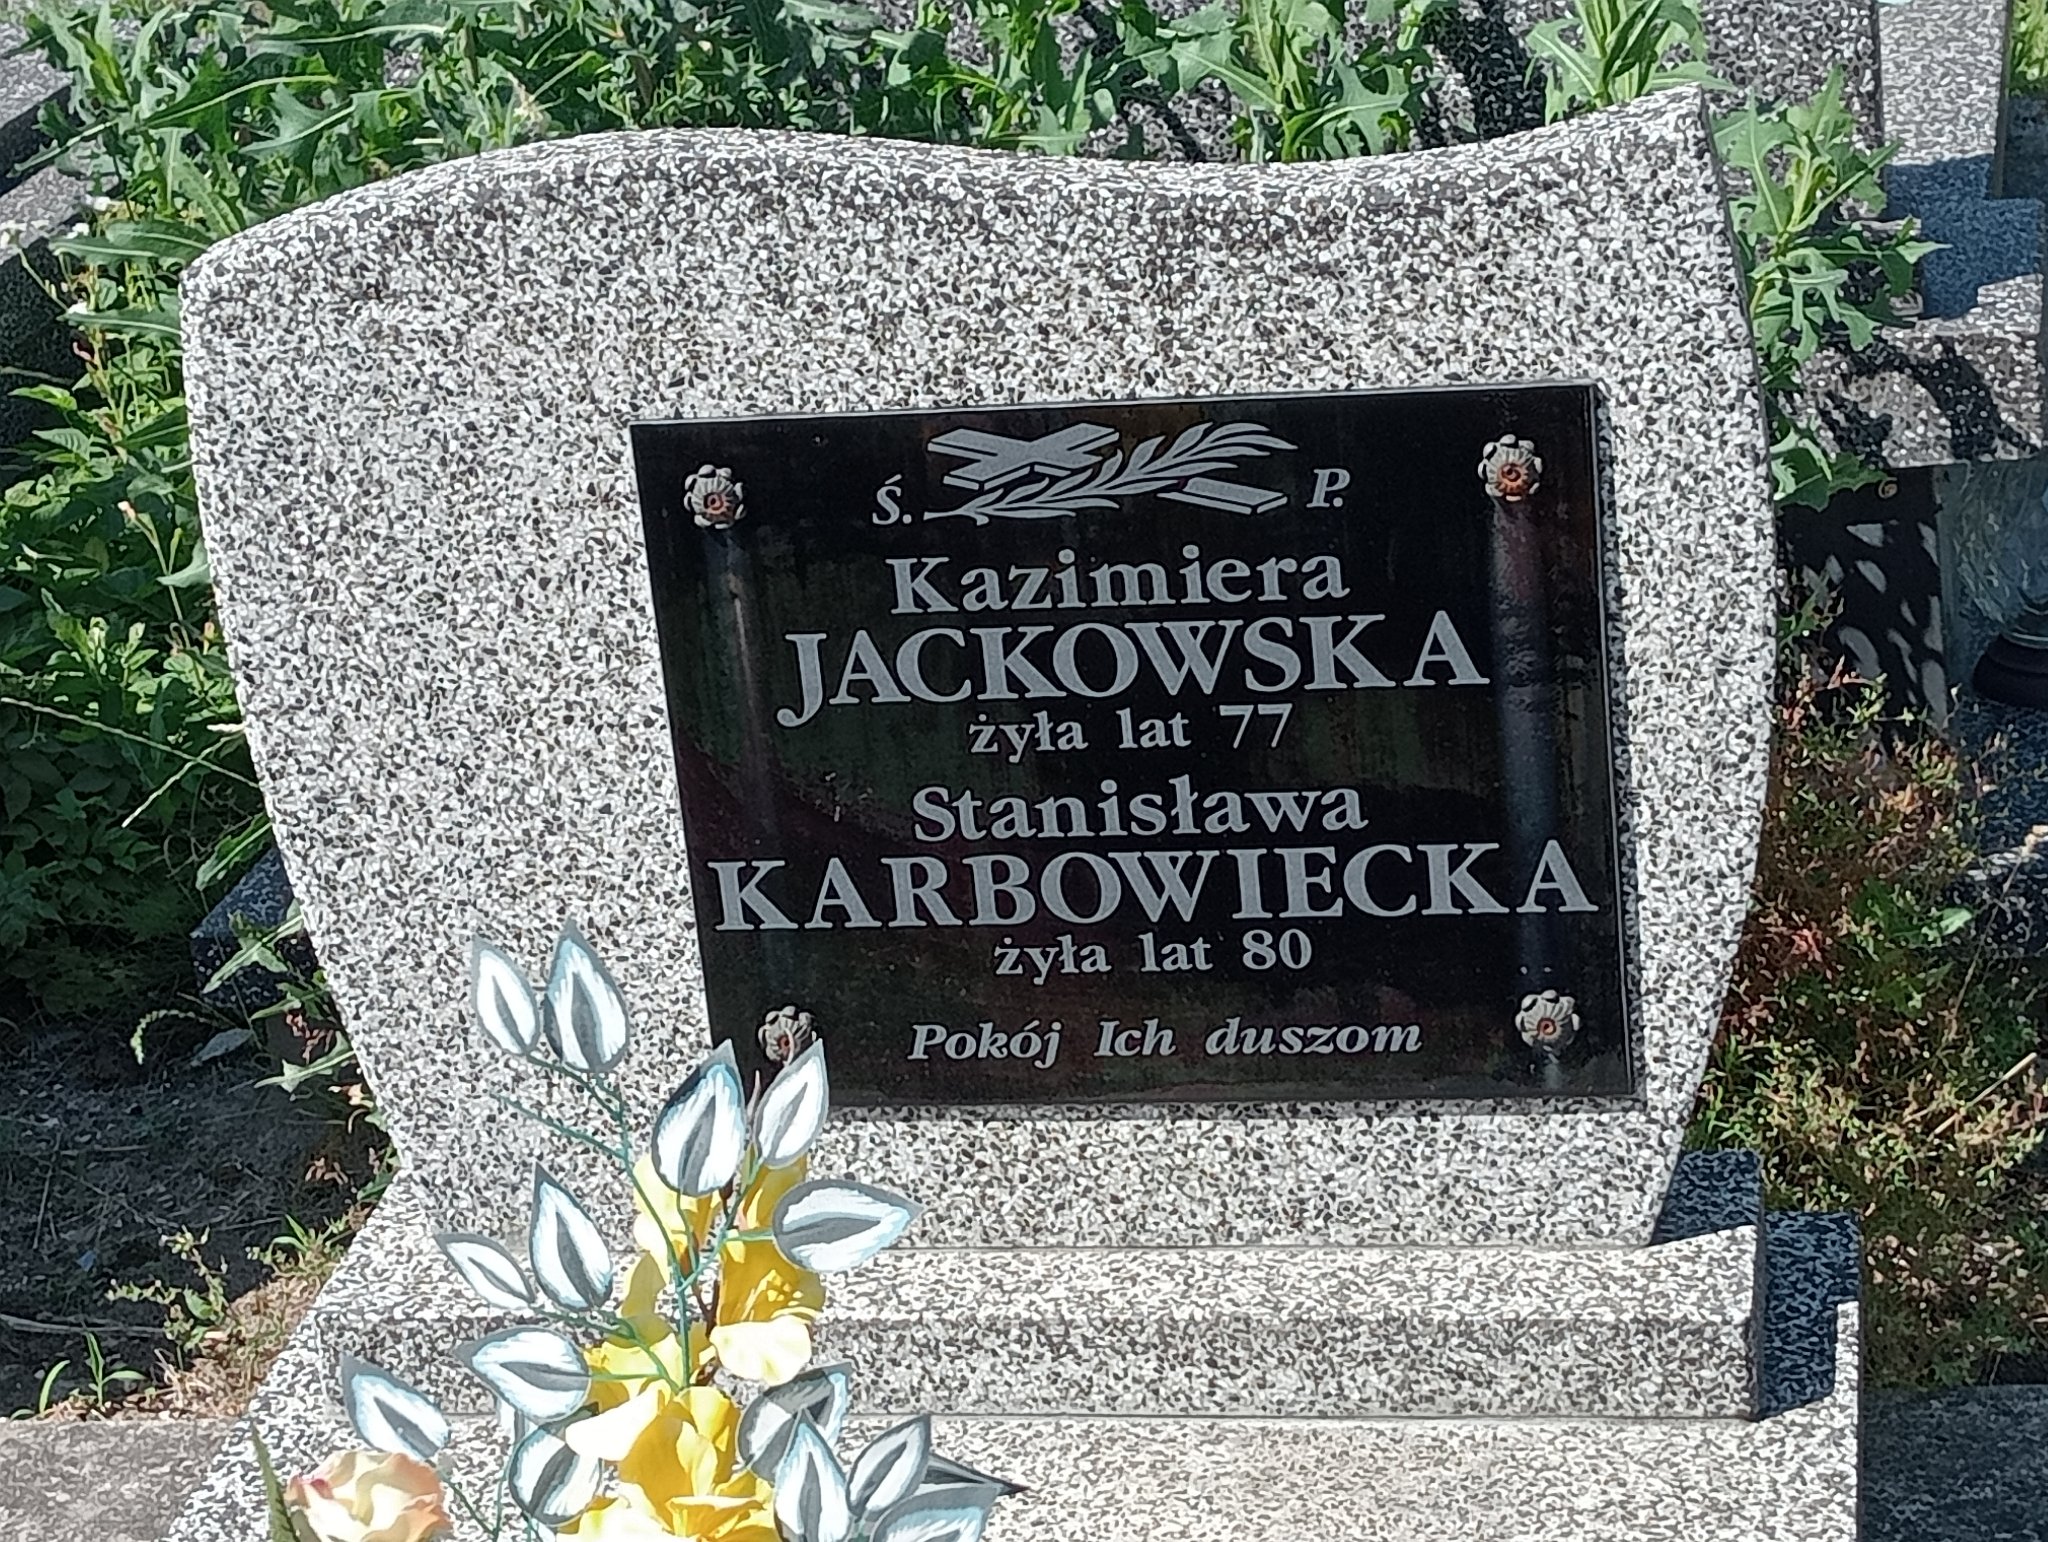 Ś. P.
Kazimiera
JACKOWSKA
żyła lat 77
Stanisława
KARBOWIECKA
żyła lat 80
Pokój Ich duszom